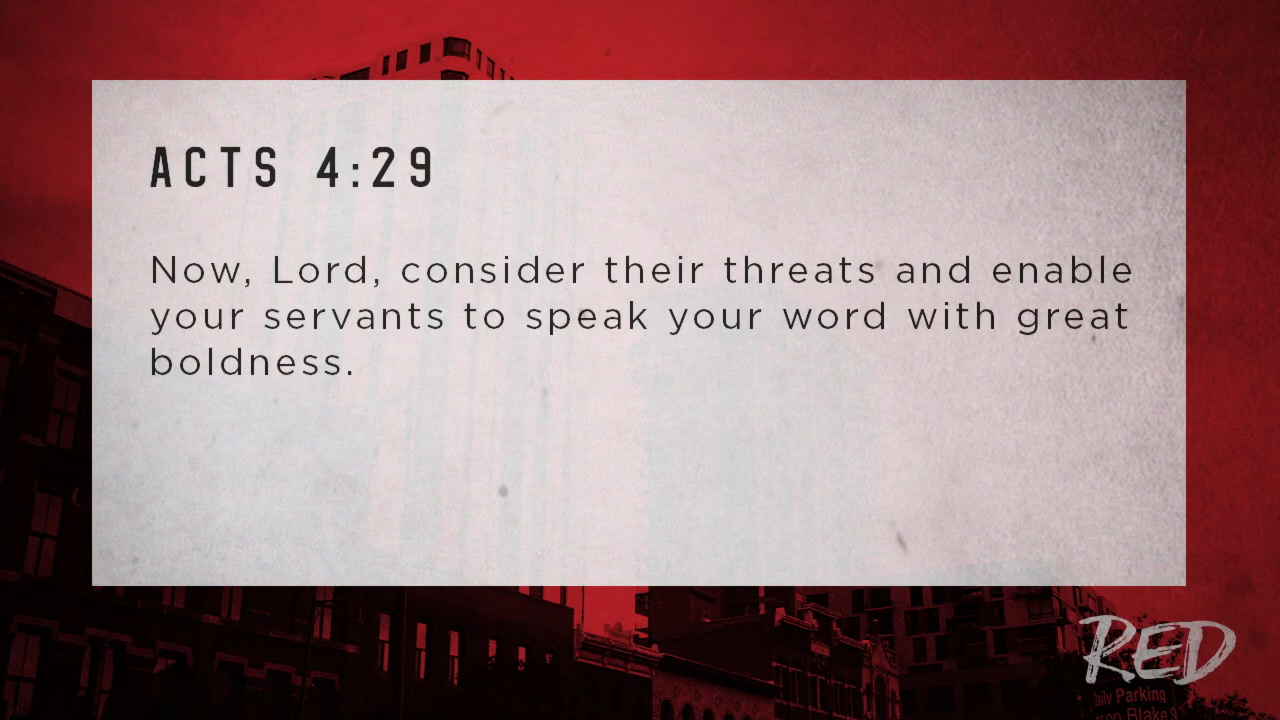 ACTS 4:29
Now, Lord, consider their threats and enable
your servants to speak your word with great
boldness.
RED
Daily Parking
Blake